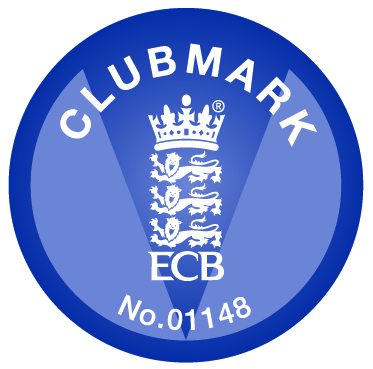 CLUBMARK
®
ECB
No.01148